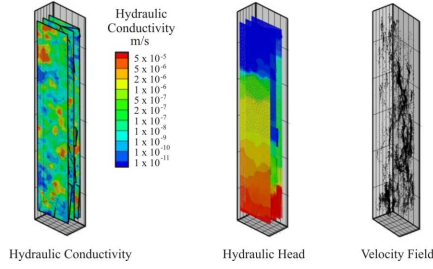 Hydraulic
Conductivity
m/s
5 x 10⁻⁵
5 x 10⁻⁶
2 x 10⁻⁶
1 x 10⁻⁶
5 x 10⁻⁷
2 x 10⁻⁷
1 x 10⁻⁷
1 x 10⁻⁸
1 x 10⁻⁹
1 x 10⁻¹⁰
1 x 10⁻¹¹
Hydraulic Conductivity
Hydraulic Head
Velocity Field